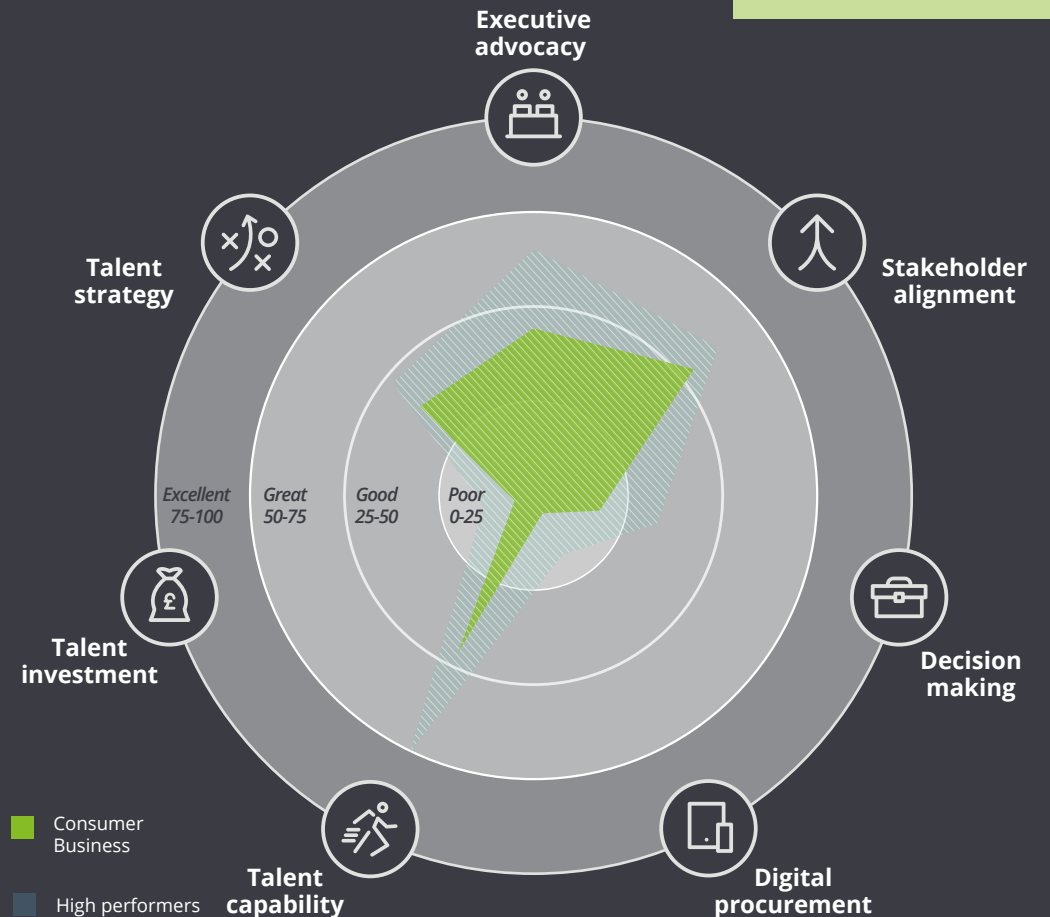 Executive
advocacy
Talent
strategy
Stakeholder
alignment
Excellent
75-100
Great
50-75
Good
25-50
Poor
0-25
£
Talent
investment
Decision
making
Consumer
Business
High performers
Talent
capability
Digital
procurement